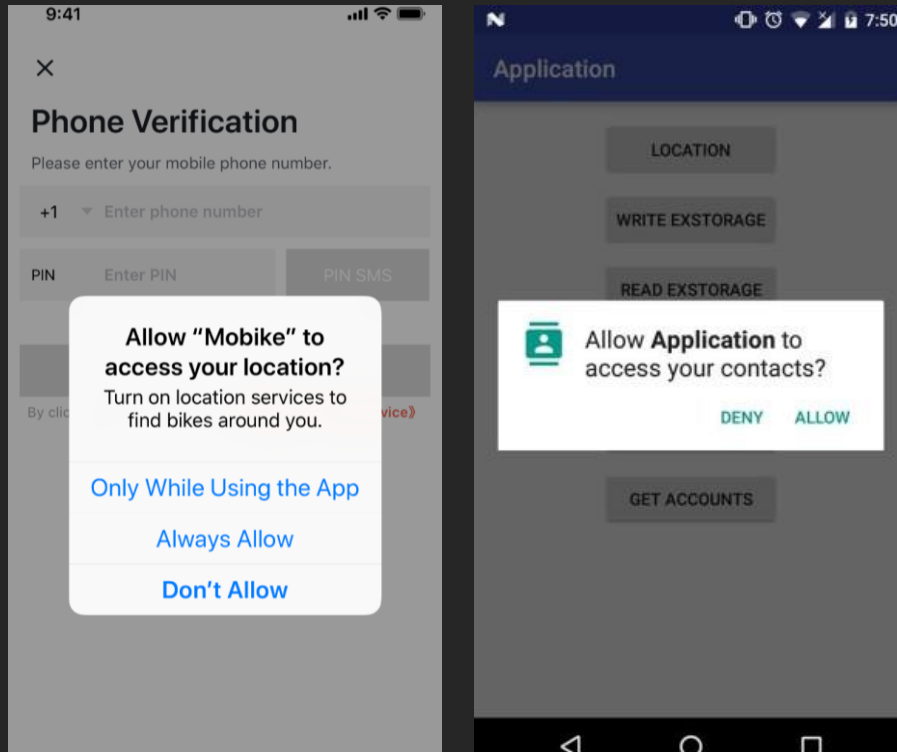 9:41
Phone Verification
Please enter your mobile phone number.
+1 Enter phone number
PIN Enter PIN PIN SMS
Allow “Mobike” to
access your location?
Turn on location services to
find bikes around you.
By clic
vice》
Only While Using the App
Always Allow
Don’t Allow
7:50
Application
LOCATION
WRITE EXSTORAGE
READ EXSTORAGE
Allow Application to
access your contacts?
DENY ALLOW
GET ACCOUNTS